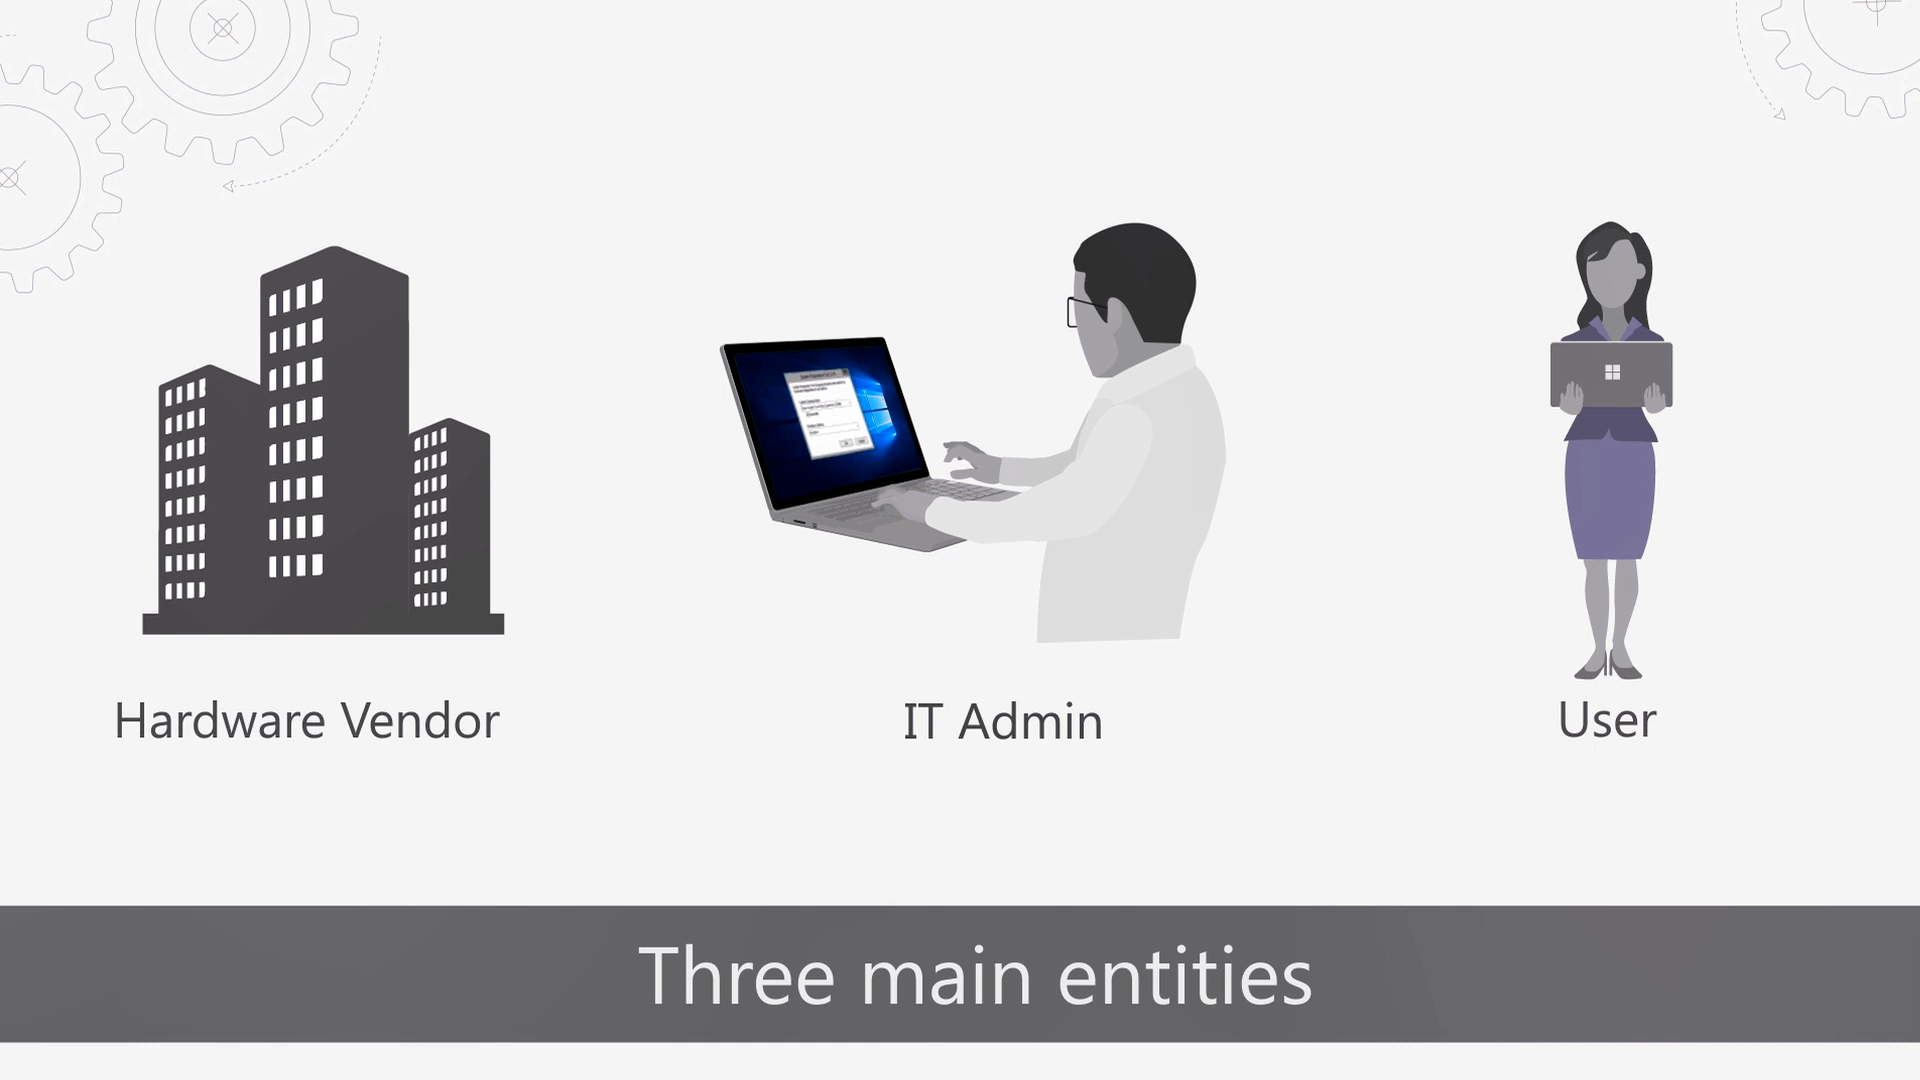 Hardware Vendor
IT Admin
User
Three main entities